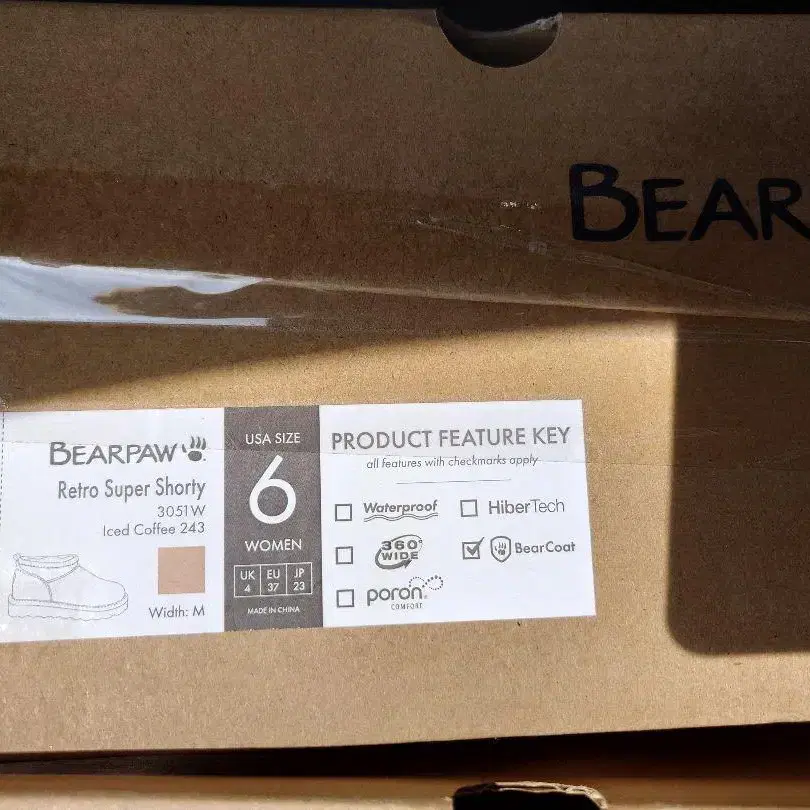 BEAR
BEARPAW
Retro Super Shorty
3051W
Iced Coffee 243
Width: M
USA SIZE
6
WOMEN
UK EU JP
4 37 23
MADE IN CHINA
PRODUCT FEATURE KEY
all features with checkmarks apply
Waterproof
HiberTech
360°
WIDE
BearCoat
poron
COMFORT